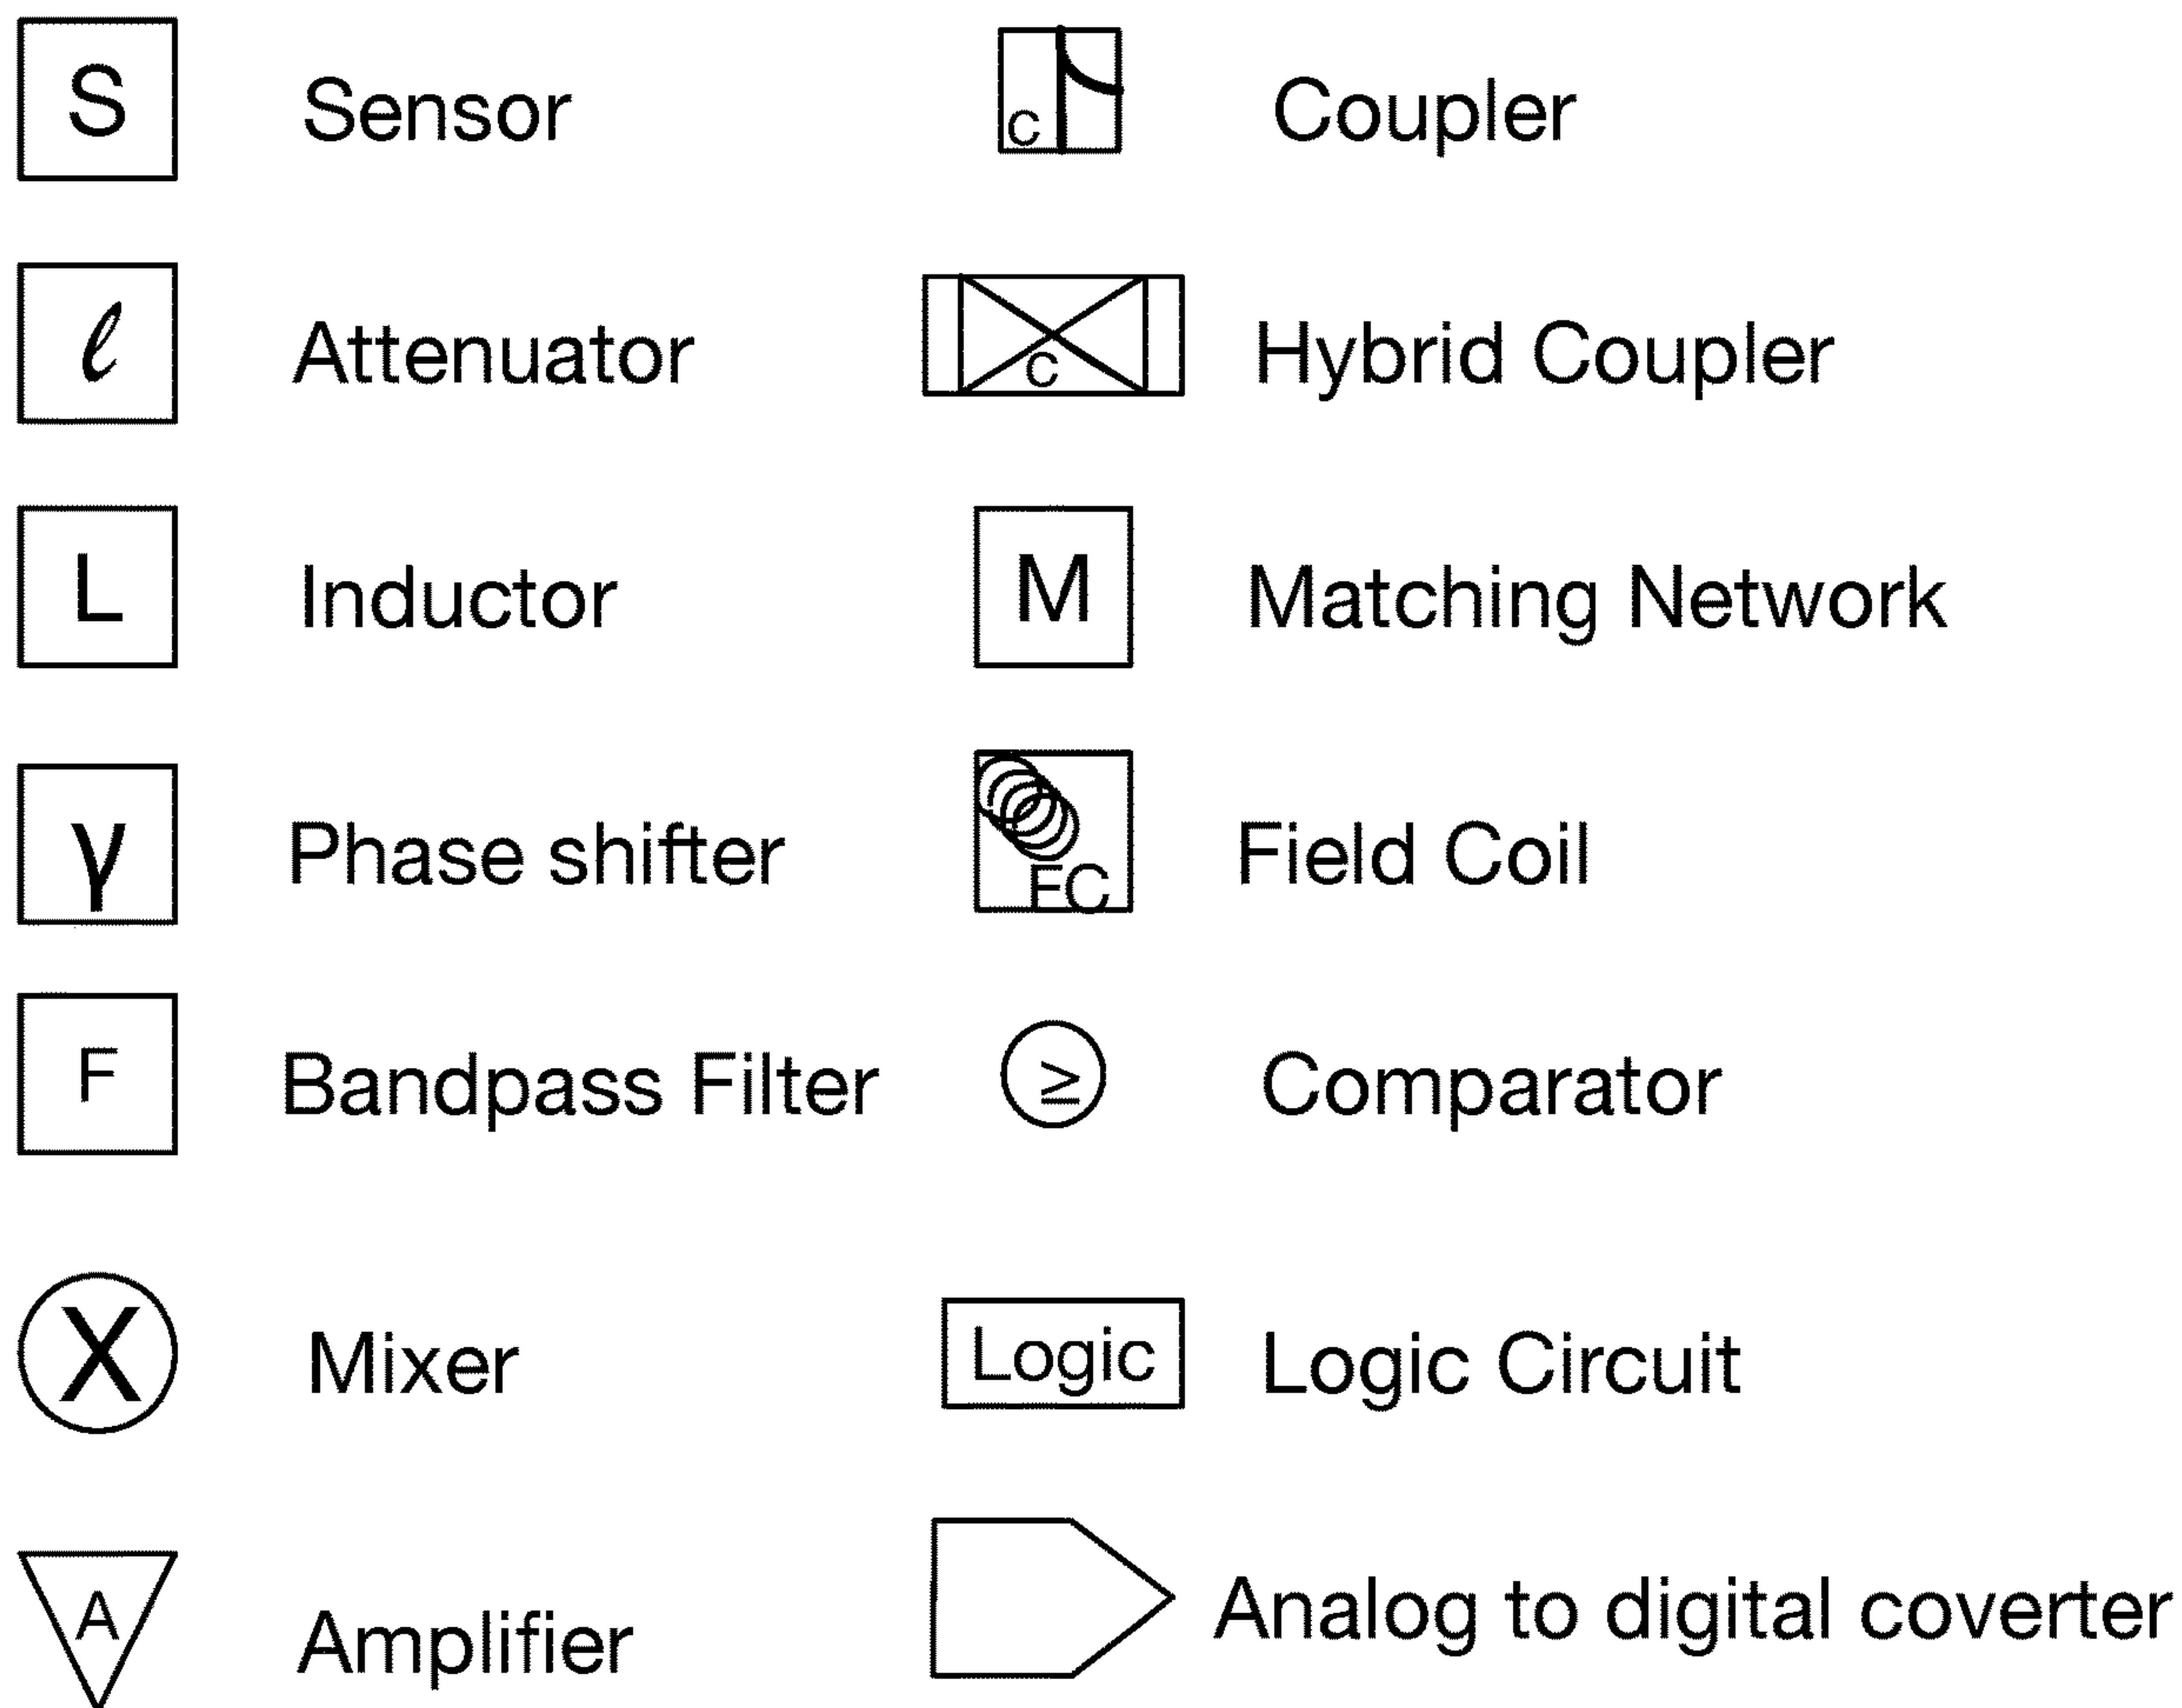 S Sensor
C Coupler
ℓ Attenuator
C Hybrid Coupler
L Inductor
M Matching Network
γ Phase shifter
FC Field Coil
F Bandpass Filter
≥ Comparator
X Mixer
Logic Logic Circuit
A Amplifier
Analog to digital coverter